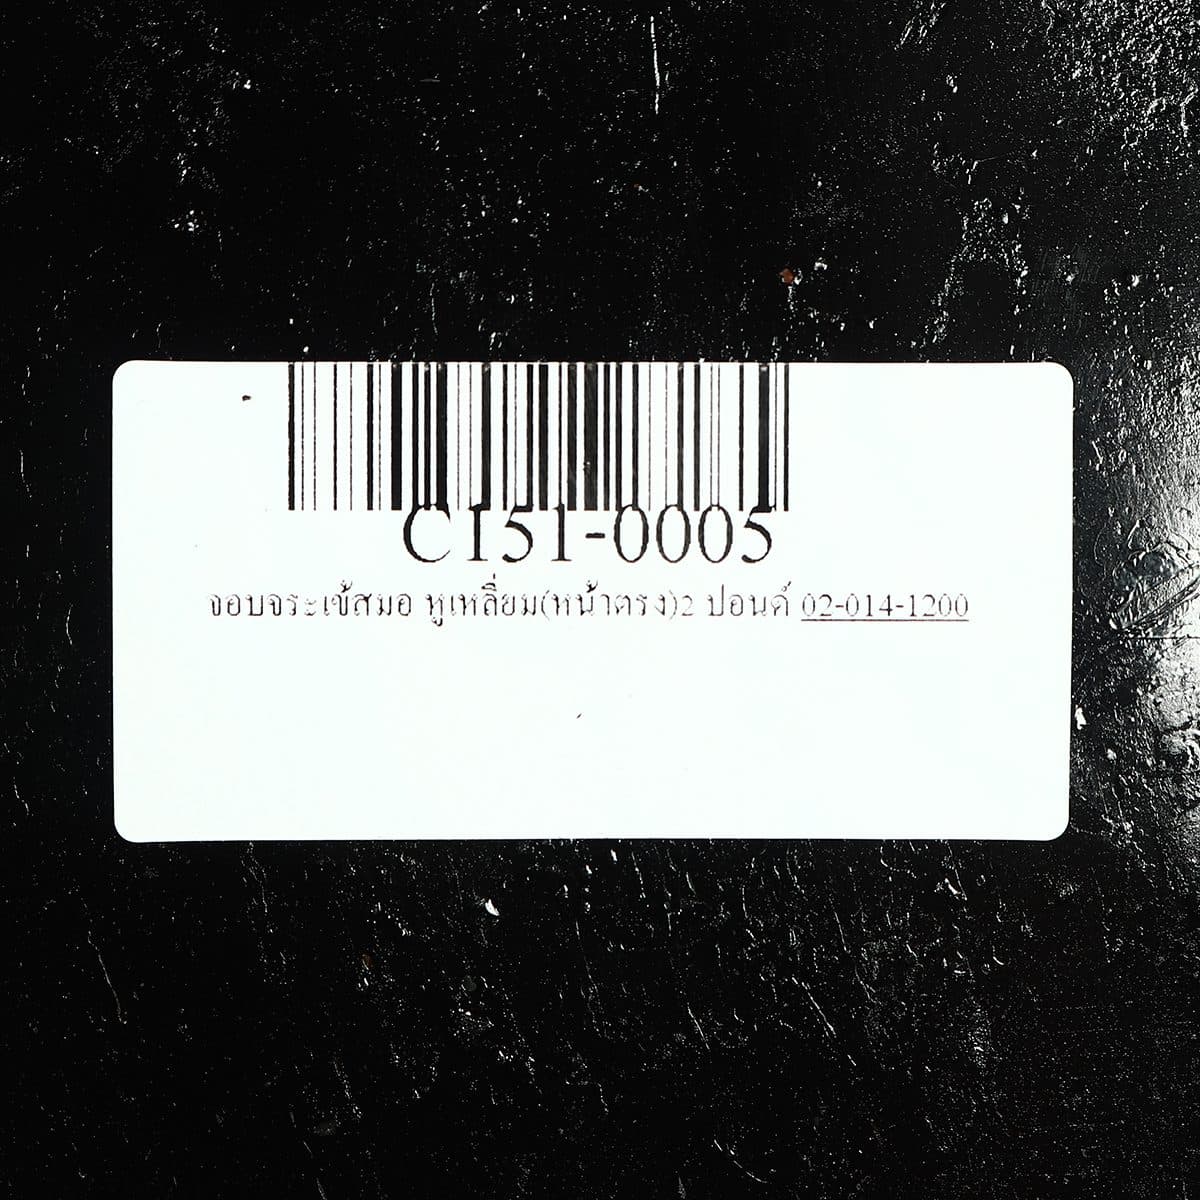 C151-0005
จอบจระเข้สมอ หูเหลี่ยม(หน้าตรง)2 ปอนด์ 02-014-1200